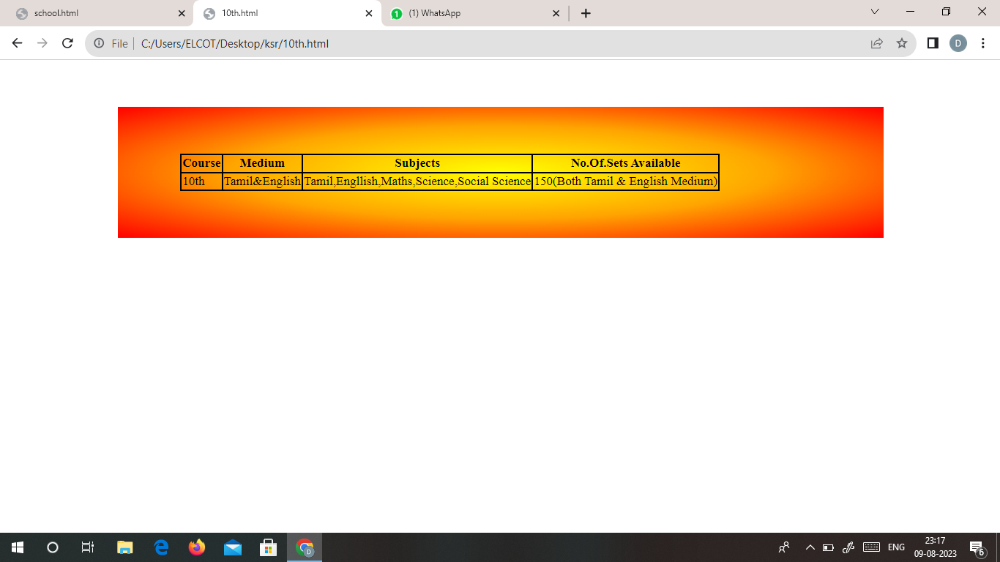 school.html
10th.html
(1) WhatsApp
File
C:/Users/ELCOT/Desktop/ksr/10th.html
D
Course Medium Subjects No.Of.Sets Available
10th Tamil&English Tamil,Engllish,Maths,Science,Social Science 150(Both Tamil & English Medium)
D
ENG
23:17
09-08-2023
6